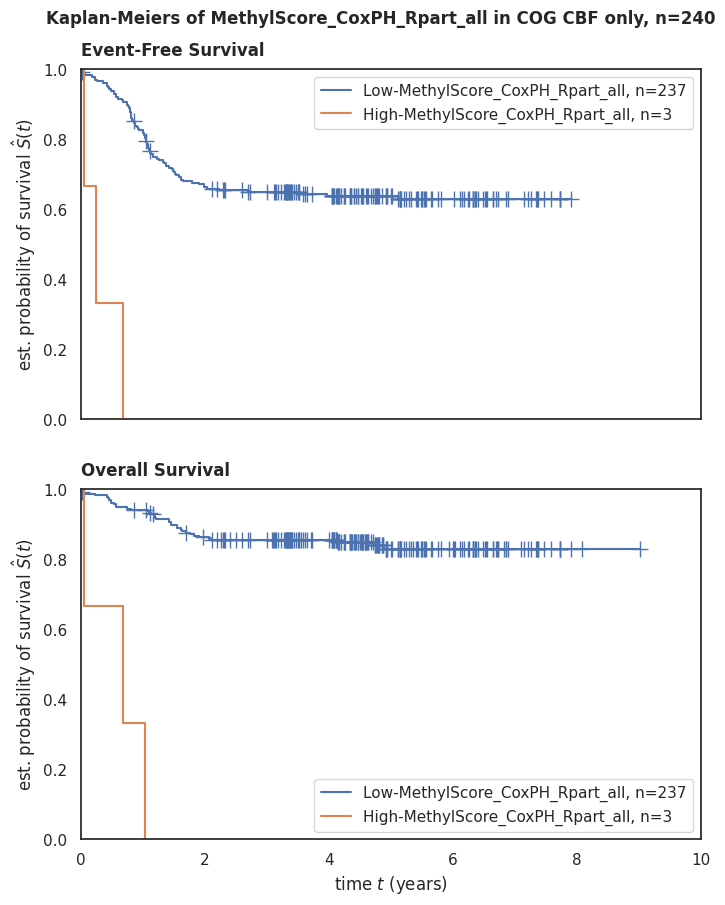 Kaplan-Meiers of MethylScore_CoxPH_Rpart_all in COG CBF only, n=240
Event-Free Survival
1.0
0.8
0.6
0.4
0.2
0.0
est. probability of survival Ŝ(t)
Low-MethylScore_CoxPH_Rpart_all, n=237
High-MethylScore_CoxPH_Rpart_all, n=3
Overall Survival
1.0
0.8
0.6
0.4
0.2
0.0
est. probability of survival Ŝ(t)
Low-MethylScore_CoxPH_Rpart_all, n=237
High-MethylScore_CoxPH_Rpart_all, n=3
0 2 4 6 8 10
time t (years)